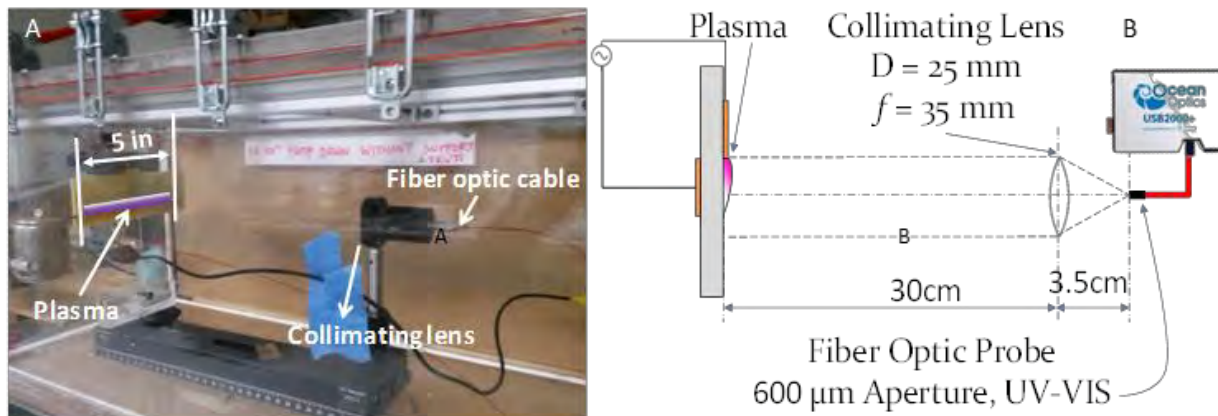 A
5 in
Fiber optic cable
A
Plasma
Collimating lens
Plasma
Collimating Lens
D = 25 mm
f = 35 mm
B
Ocean
Optics
USB2000+
B
30cm
3.5cm
Fiber Optic Probe
600 μm Aperture, UV-VIS